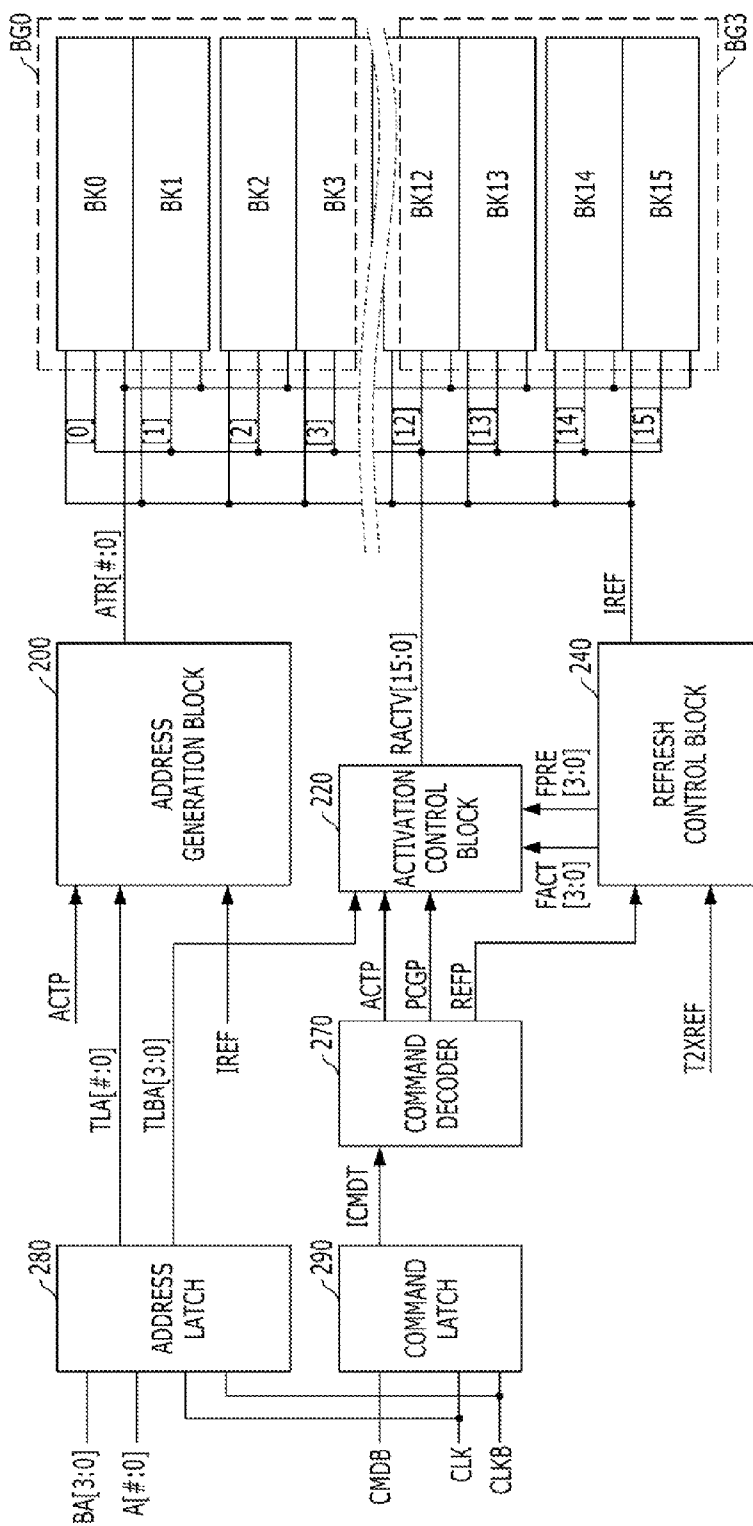 BA[3:0]
A[#:0]
CMDB
CLK
CLKB
280
ADDRESS
LATCH
290
COMMAND
LATCH
TLA[#:0]
TLBA[3:0]
ICMDT
270
COMMAND
DECODER
ACTP
IREF
ACTP
PCGP
REFP
T2XREF
200
ADDRESS
GENERATION BLOCK
220
ACTIVATION
CONTROL
BLOCK
FACT
[3:0]
FPRE
[3:0]
240
REFRESH
CONTROL BLOCK
ATR[#:0]
RACTV[15:0]
IREF
[0]
[1]
[2]
[3]
[12]
[13]
[14]
[15]
BG0
BK0
BK1
BK2
BK3
BK12
BK13
BK14
BK15
BG3